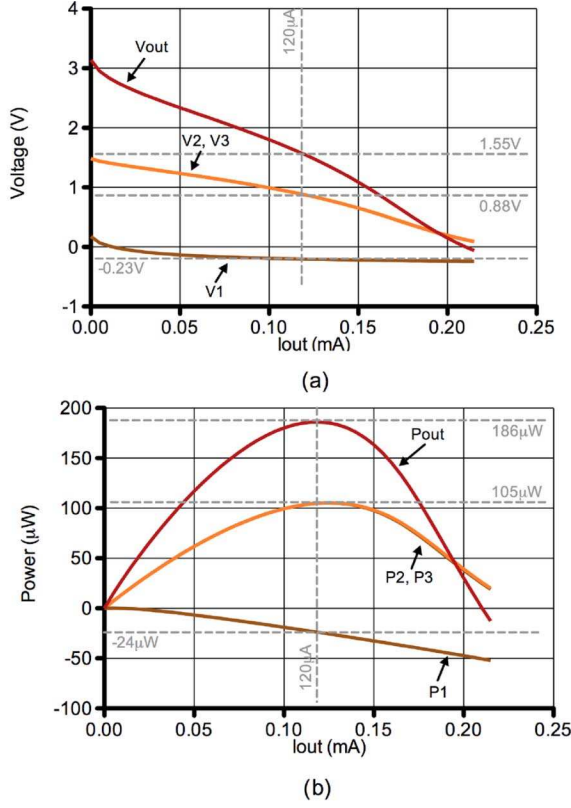 4
3
2
1
0
-1
Voltage (V)
Vout
V2, V3
V1
120µA
1.55V
0.88V
-0.23V
0.00 0.05 0.10 0.15 0.20 0.25
Iout (mA)
(a)
200
150
100
50
0
-50
-100
Power (µW)
Pout
186µW
105µW
P2, P3
-24µW
120µA
P1
0.00 0.05 0.10 0.15 0.20 0.25
Iout (mA)
(b)